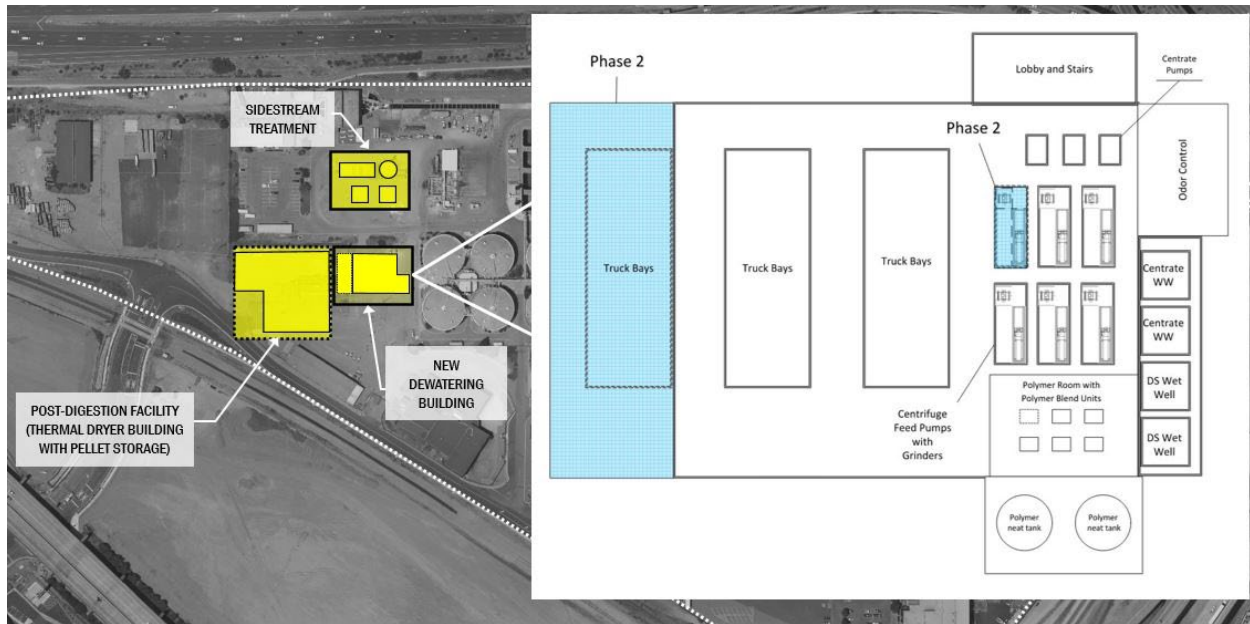 SIDESTREAM
TREATMENT
NEW
DEWATERING
BUILDING
POST-DIGESTION FACILITY
(THERMAL DRYER BUILDING
WITH PELLET STORAGE)
Phase 2
Lobby and Stairs
Centrate
Pumps
Phase 2
Odor Control
Truck Bays
Truck Bays
Truck Bays
Centrate
WW
Centrate
WW
DS Wet
Well
DS Wet
Well
Centrifuge
Feed Pumps
with
Grinders
Polymer Room with
Polymer Blend Units
Polymer
neat tank
Polymer
neat tank